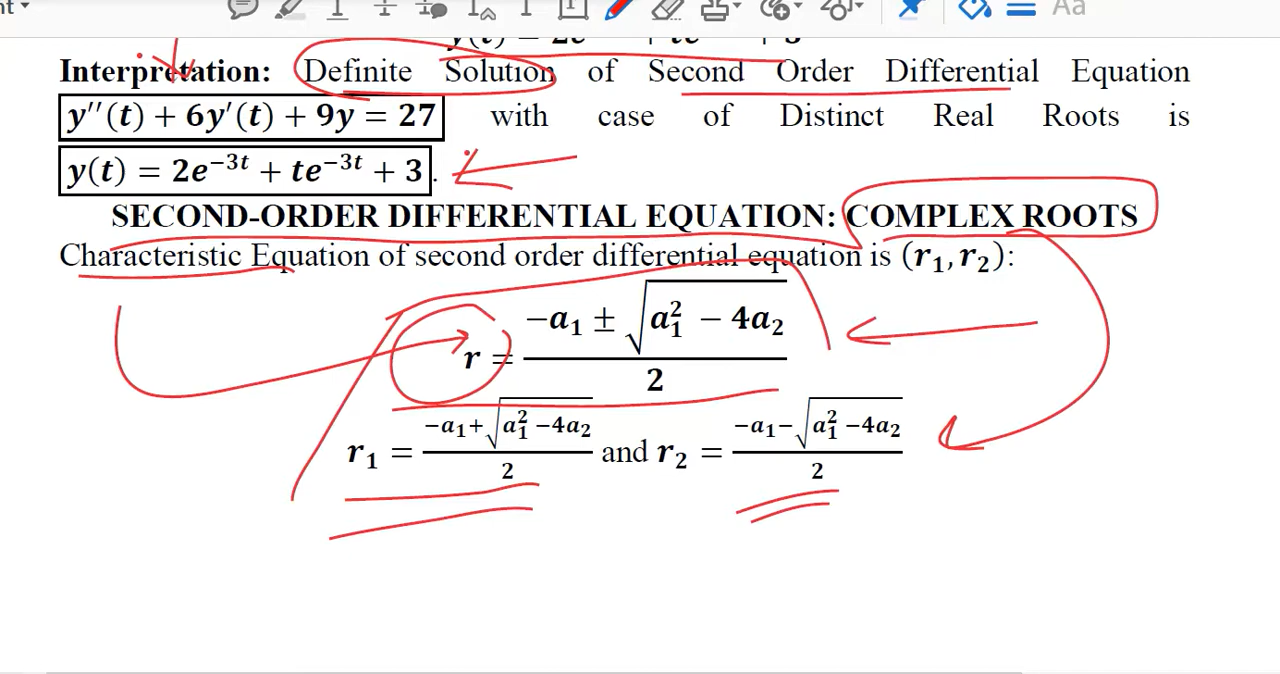 nt
Aa
Interpretation: Definite Solution of Second Order Differential Equation
y′′(t) + 6y′(t) + 9y = 27 with case of Distinct Real Roots is
y(t) = 2e⁻³ᵗ + te⁻³ᵗ + 3.
SECOND-ORDER DIFFERENTIAL EQUATION: COMPLEX ROOTS
Characteristic Equation of second order differential equation is (r₁, r₂):
r = (-a₁ ± √(a₁² − 4a₂)) / 2
r₁ = (-a₁+√(a₁² −4a₂)) / 2 and r₂ = (-a₁−√(a₁² −4a₂)) / 2